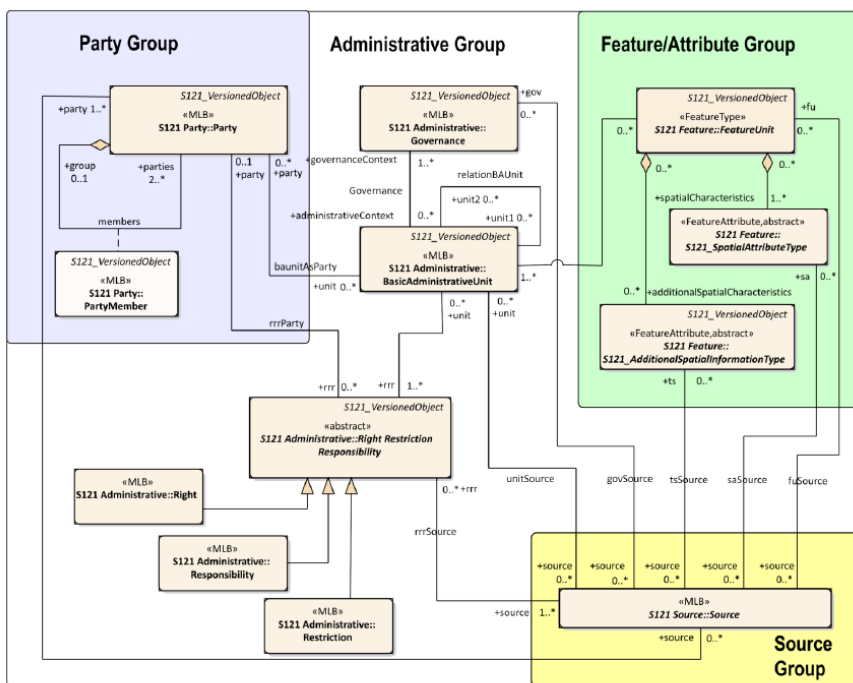 Party Group
Administrative Group
Feature/Attribute Group
+party 1..*
S121_VersionedObject
«MLB»
S121 Party::Party
+group
0..1
+parties
2..*
0..1
+party
0..*
+party
members
S121_VersionedObject
«MLB»
S121 Party::
PartyMember
S121_VersionedObject
«MLB»
S121 Administrative::
Governance
+gov
0..*
+governanceContext
1..*
Governance
+administrativeContext
0..*
relationBAUnit
+unit2 0..*
+unit1 0..*
S121_VersionedObject
«MLB»
S121 Administrative::
BasicAdministrativeUnit
baunitAsParty
+unit 0..*
1..*
0..*
+unit
0..*
+unit
S121_VersionedObject
«FeatureType»
S121 Feature::FeatureUnit
0..*
+fu
0..*
0..*
0..*
+spatialCharacteristics
1..*
S121_VersionedObject
«FeatureAttribute,abstract»
S121 Feature::
S121_SpatialAttributeType
+sa
0..*
0..*
+additionalSpatialCharacteristics
S121_VersionedObject
«FeatureAttribute,abstract»
S121 Feature::
S121_AdditionalSpatialInformationType
+ts
0..*
rrrParty
+rrr
0..*
1..*
+rrr
S121_VersionedObject
«abstract»
S121 Administrative::Right Restriction
Responsibility
0..*
+rrr
«MLB»
S121 Administrative::Right
«MLB»
S121 Administrative::
Responsibility
«MLB»
S121 Administrative::
Restriction
rrrSource
unitSource
govSource
tsSource
saSource
fuSource
+source
0..*
+source
0..*
+source
0..*
+source
0..*
+source
0..*
+source
1..*
«MLB»
S121 Source::Source
+source
0..*
Source
Group